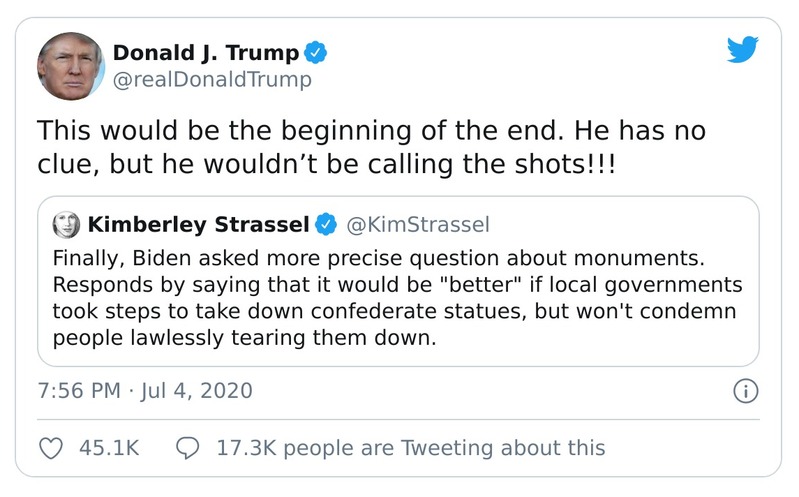 Donald J. Trump
@realDonaldTrump
This would be the beginning of the end. He has no
clue, but he wouldn’t be calling the shots!!!
Kimberley Strassel @KimStrassel
Finally, Biden asked more precise question about monuments.
Responds by saying that it would be "better" if local governments
took steps to take down confederate statues, but won't condemn
people lawlessly tearing them down.
7:56 PM · Jul 4, 2020
45.1K 17.3K people are Tweeting about this